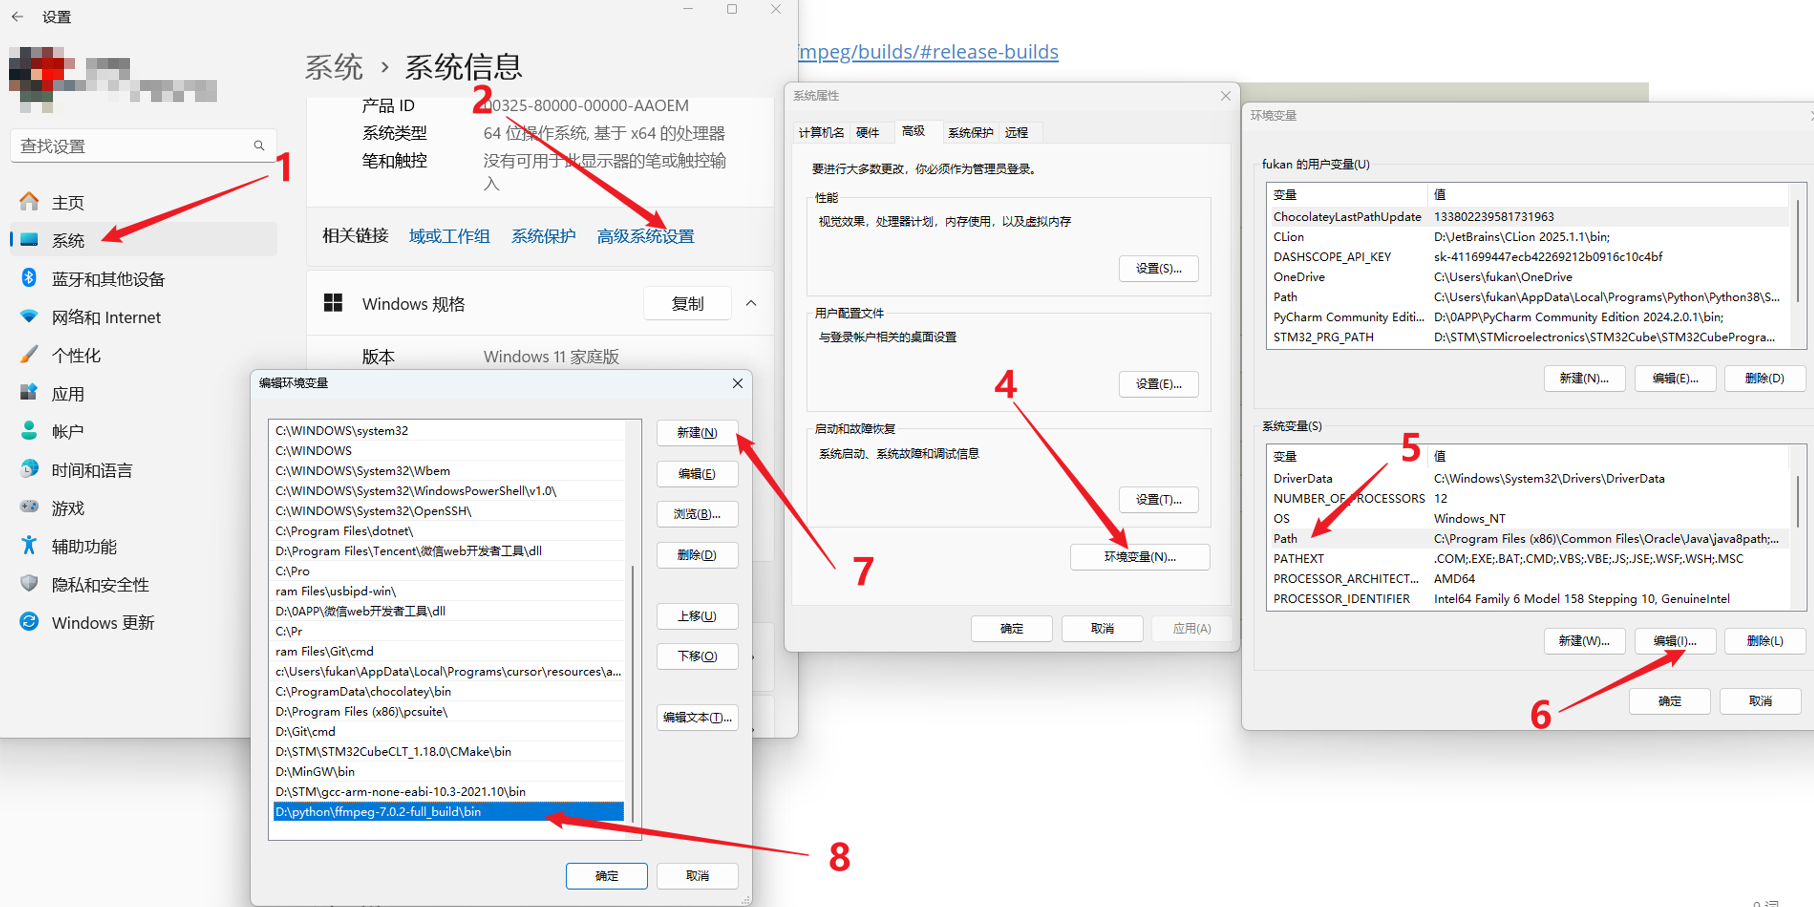 设置
查找设置
主页
系统
蓝牙和其他设备
网络和 Internet
个性化
应用
帐户
时间和语言
游戏
辅助功能
隐私和安全性
Windows 更新
1
系统 › 系统信息
2
产品 ID 00325-80000-00000-AAOEM
系统类型 64 位操作系统, 基于 x64 的处理器
笔和触控 没有可用于此显示器的笔或触控输
入
相关链接 域或工作组 系统保护 高级系统设置
Windows 规格 复制
版本 Windows 11 家庭版
编辑环境变量
C:\WINDOWS\system32
C:\WINDOWS
C:\WINDOWS\System32\Wbem
C:\WINDOWS\System32\WindowsPowerShell\v1.0\
C:\WINDOWS\System32\OpenSSH\
C:\Program Files\dotnet\
D:\Program Files\Tencent\微信web开发者工具\dll
C:\Pro
ram Files\usbipd-win\
D:\0APP\微信web开发者工具\dll
C:\Pr
ram Files\Git\cmd
c:\Users\fukan\AppData\Local\Programs\cursor\resources\a...
C:\ProgramData\chocolatey\bin
D:\Program Files (x86)\pcsuite\
D:\Git\cmd
D:\STM\STM32CubeCLT_1.18.0\CMake\bin
D:\MinGW\bin
D:\STM\gcc-arm-none-eabi-10.3-2021.10\bin
D:\python\ffmpeg-7.0.2-full_build\bin
新建(N)
编辑(E)
浏览(B)...
删除(D)
上移(U)
下移(O)
编辑文本(T)...
确定
取消
7
8
fmpeg/builds/#release-builds
系统属性
计算机名 硬件 高级 系统保护 远程
要进行大多数更改，你必须作为管理员登录。
性能
视觉效果，处理器计划，内存使用，以及虚拟内存
设置(S)...
用户配置文件
与登录帐户相关的桌面设置
设置(E)...
4
启动和故障恢复
系统启动、系统故障和调试信息
设置(T)...
环境变量(N)...
确定
取消
应用(A)
环境变量
fukan 的用户变量(U)
变量 值
ChocolateyLastPathUpdate 133802239581731963
CLion D:\JetBrains\CLion 2025.1.1\bin;
DASHSCOPE_API_KEY sk-411699447ecb42269212b0916c10c4bf
OneDrive C:\Users\fukan\OneDrive
Path C:\Users\fukan\AppData\Local\Programs\Python\Python38\S...
PyCharm Community Editi... D:\0APP\PyCharm Community Edition 2024.2.0.1\bin;
STM32_PRG_PATH D:\STM\STMicroelectronics\STM32Cube\STM32CubeProgra...
新建(N)...
编辑(E)...
删除(D)
系统变量(S)
5
变量 值
DriverData C:\Windows\System32\Drivers\DriverData
NUMBER_OF_PROCESSORS 12
OS Windows_NT
Path C:\Program Files (x86)\Common Files\Oracle\Java\java8path;...
PATHEXT .COM;.EXE;.BAT;.CMD;.VBS;.VBE;.JS;.JSE;.WSF;.WSH;.MSC
PROCESSOR_ARCHITECT... AMD64
PROCESSOR_IDENTIFIER Intel64 Family 6 Model 158 Stepping 10, GenuineIntel
新建(W)...
编辑(I)...
删除(L)
6
确定
取消